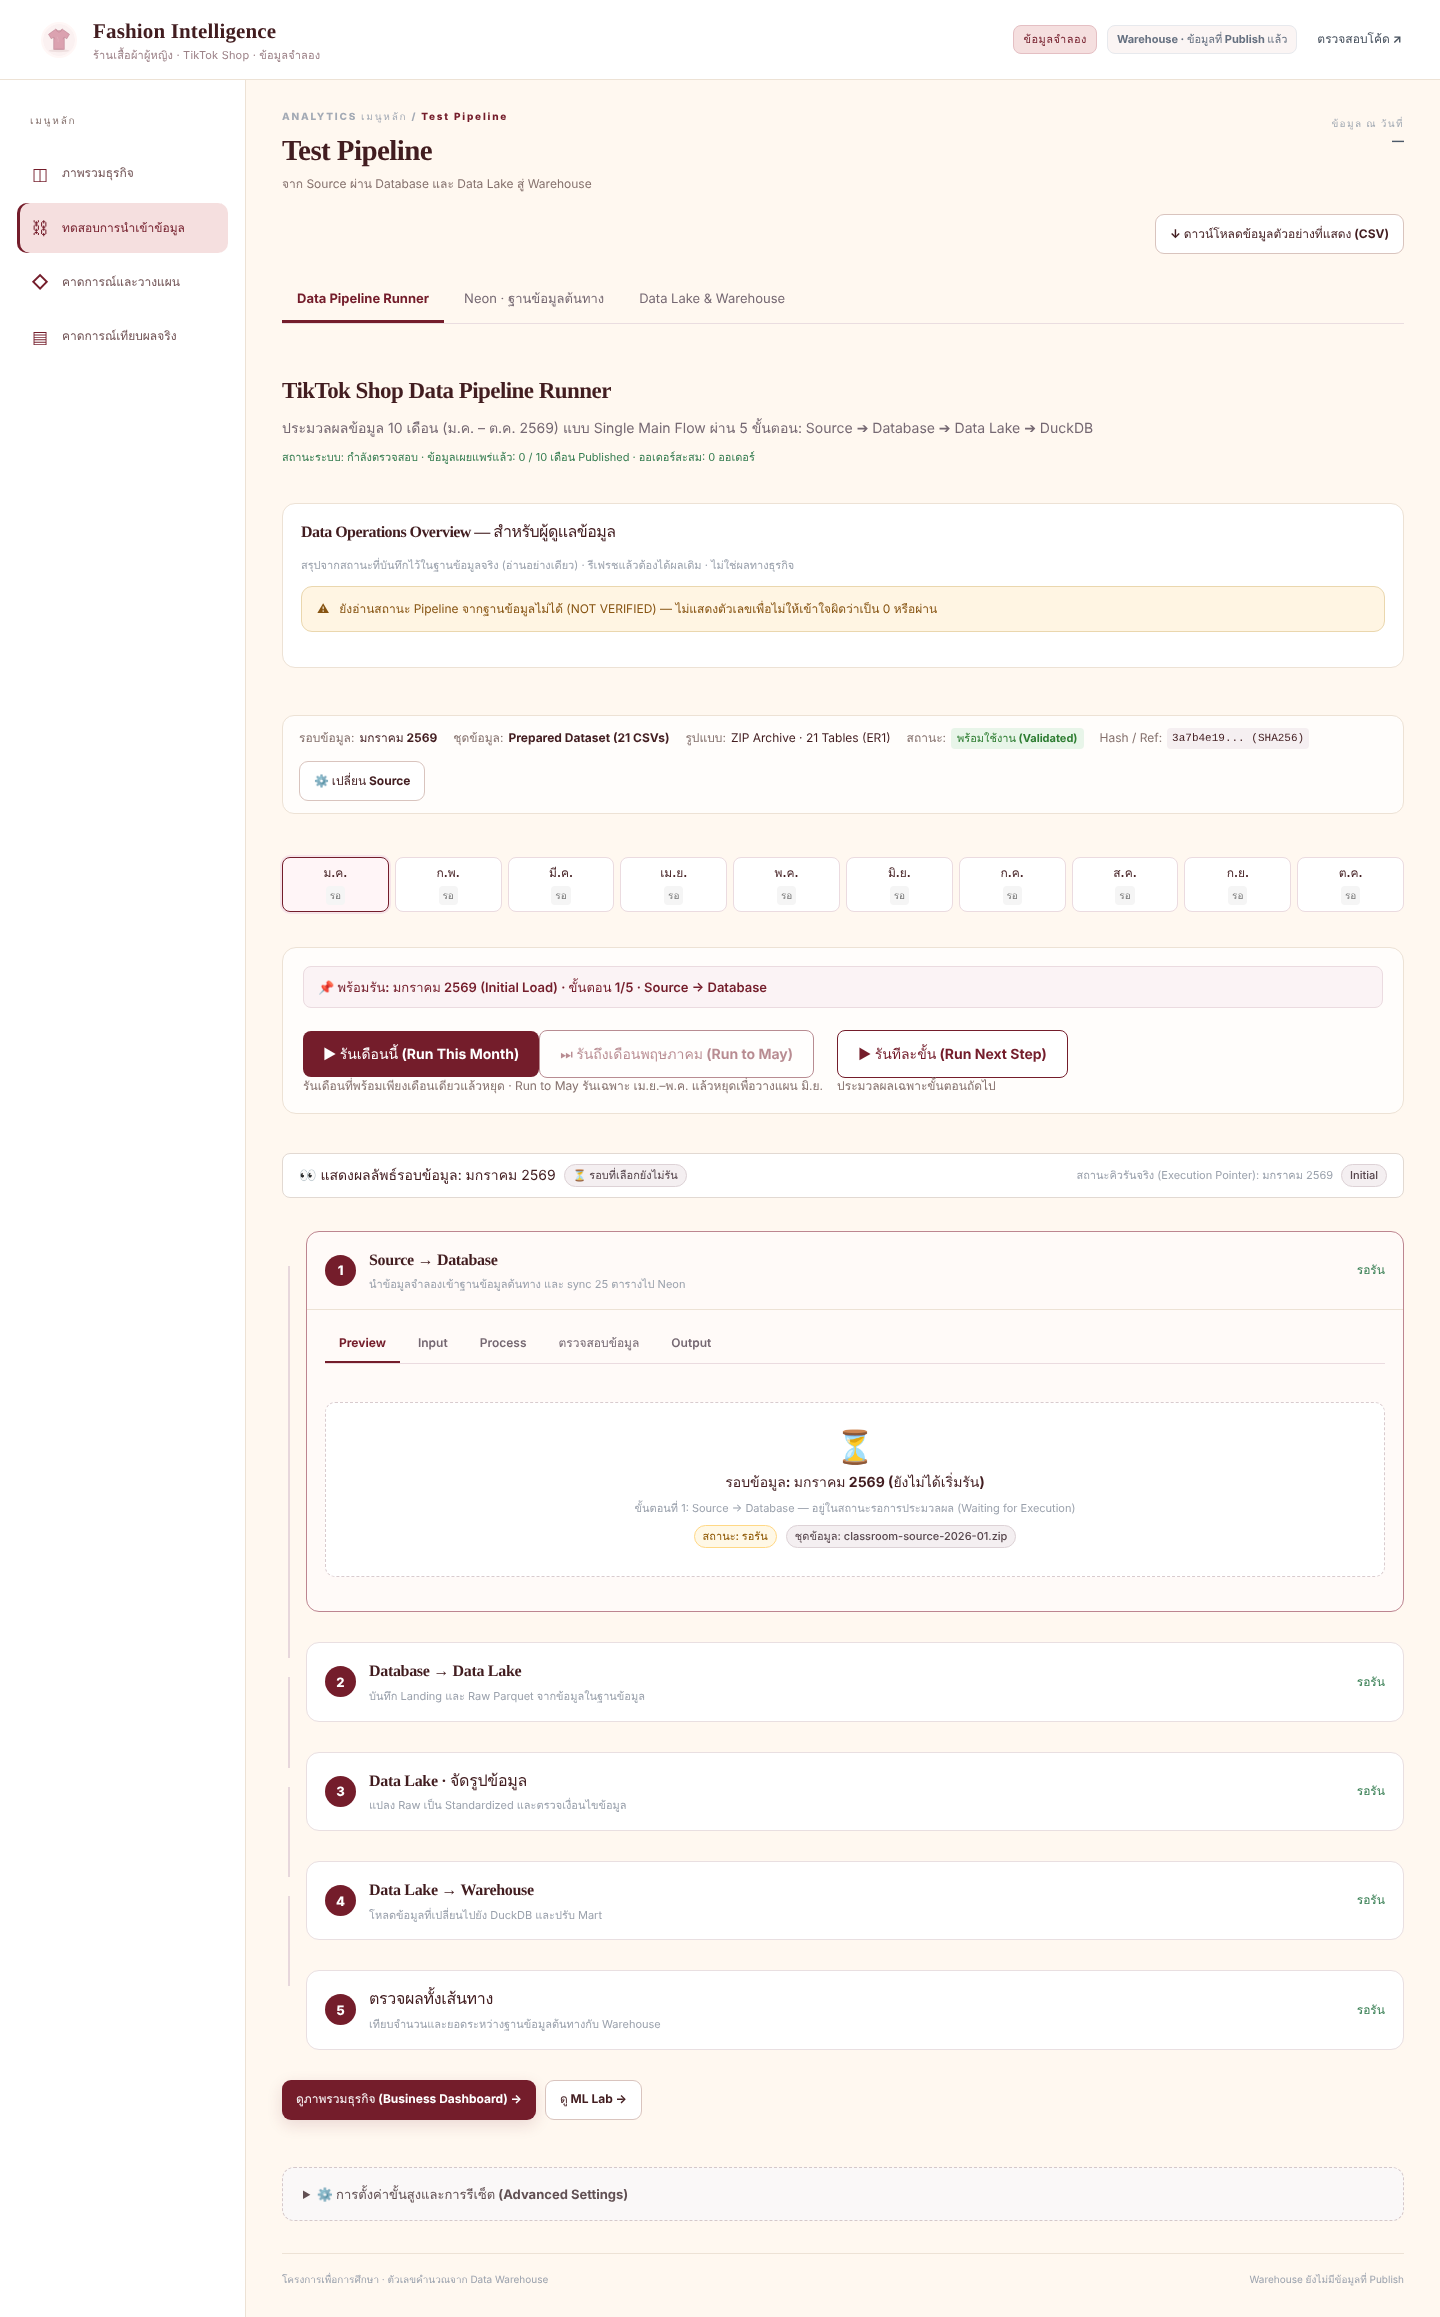 Fashion Intelligence
ร้านเสื้อผ้าผู้หญิง · TikTok Shop · ข้อมูลจำลอง
ข้อมูลจำลอง
Warehouse · ข้อมูลที่ Publish แล้ว
ตรวจสอบโค้ด ↗
เมนูหลัก
ภาพรวมธุรกิจ
ทดสอบการนำเข้าข้อมูล
คาดการณ์และวางแผน
คาดการณ์เทียบผลจริง
ANALYTICS เมนูหลัก / Test Pipeline
Test Pipeline
จาก Source ผ่าน Database และ Data Lake สู่ Warehouse
ข้อมูล ณ วันที่
—
↓ ดาวน์โหลดข้อมูลตัวอย่างที่แสดง (CSV)
Data Pipeline Runner
Neon · ฐานข้อมูลต้นทาง
Data Lake & Warehouse
TikTok Shop Data Pipeline Runner
ประมวลผลข้อมูล 10 เดือน (ม.ค. – ต.ค. 2569) แบบ Single Main Flow ผ่าน 5 ขั้นตอน: Source ➔ Database ➔ Data Lake ➔ DuckDB
สถานะระบบ: กำลังตรวจสอบ · ข้อมูลเผยแพร่แล้ว: 0 / 10 เดือน Published · ออเดอร์สะสม: 0 ออเดอร์
Data Operations Overview — สำหรับผู้ดูแลข้อมูล
สรุปจากสถานะที่บันทึกไว้ในฐานข้อมูลจริง (อ่านอย่างเดียว) · รีเฟรชแล้วต้องได้ผลเดิม · ไม่ใช่ผลทางธุรกิจ
⚠ ยังอ่านสถานะ Pipeline จากฐานข้อมูลไม่ได้ (NOT VERIFIED) — ไม่แสดงตัวเลขเพื่อไม่ให้เข้าใจผิดว่าเป็น 0 หรือผ่าน
รอบข้อมูล: มกราคม 2569 ชุดข้อมูล: Prepared Dataset (21 CSVs) รูปแบบ: ZIP Archive · 21 Tables (ER1) สถานะ: พร้อมใช้งาน (Validated) Hash / Ref: 3a7b4e19... (SHA256)
⚙️ เปลี่ยน Source
ม.ค.
รอ
ก.พ.
รอ
มี.ค.
รอ
เม.ย.
รอ
พ.ค.
รอ
มิ.ย.
รอ
ก.ค.
รอ
ส.ค.
รอ
ก.ย.
รอ
ต.ค.
รอ
📌 พร้อมรัน: มกราคม 2569 (Initial Load) · ขั้นตอน 1/5 · Source → Database
▶ รันเดือนนี้ (Run This Month)
⏭ รันถึงเดือนพฤษภาคม (Run to May)
▶ รันทีละขั้น (Run Next Step)
รันเดือนที่พร้อมเพียงเดือนเดียวแล้วหยุด · Run to May รันเฉพาะ เม.ย.–พ.ค. แล้วหยุดเพื่อวางแผน มิ.ย.
ประมวลผลเฉพาะขั้นตอนถัดไป
👀 แสดงผลลัพธ์รอบข้อมูล: มกราคม 2569
⏳ รอบที่เลือกยังไม่รัน
สถานะคิวรันจริง (Execution Pointer): มกราคม 2569
Initial
1
Source → Database
นำข้อมูลจำลองเข้าฐานข้อมูลต้นทาง และ sync 25 ตารางไป Neon
รอรัน
Preview
Input
Process
ตรวจสอบข้อมูล
Output
⏳
รอบข้อมูล: มกราคม 2569 (ยังไม่ได้เริ่มรัน)
ขั้นตอนที่ 1: Source → Database — อยู่ในสถานะรอการประมวลผล (Waiting for Execution)
สถานะ: รอรัน
ชุดข้อมูล: classroom-source-2026-01.zip
2
Database → Data Lake
บันทึก Landing และ Raw Parquet จากข้อมูลในฐานข้อมูล
รอรัน
3
Data Lake · จัดรูปข้อมูล
แปลง Raw เป็น Standardized และตรวจเงื่อนไขข้อมูล
รอรัน
4
Data Lake → Warehouse
โหลดข้อมูลที่เปลี่ยนไปยัง DuckDB และปรับ Mart
รอรัน
5
ตรวจผลทั้งเส้นทาง
เทียบจำนวนและยอดระหว่างฐานข้อมูลต้นทางกับ Warehouse
รอรัน
ดูภาพรวมธุรกิจ (Business Dashboard) →
ดู ML Lab →
▶ ⚙️ การตั้งค่าขั้นสูงและการรีเซ็ต (Advanced Settings)
โครงการเพื่อการศึกษา · ตัวเลขคำนวณจาก Data Warehouse
Warehouse ยังไม่มีข้อมูลที่ Publish